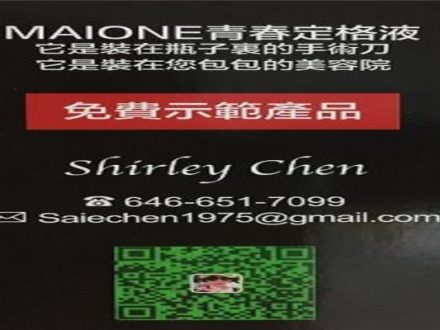 MAIONE青春定格液
它是裝在瓶子裏的手術刀
它是裝在您包包的美容院
免費示範產品
Shirley Chen
☎ 646-651-7099
✉ Saiechen1975@gmail.com